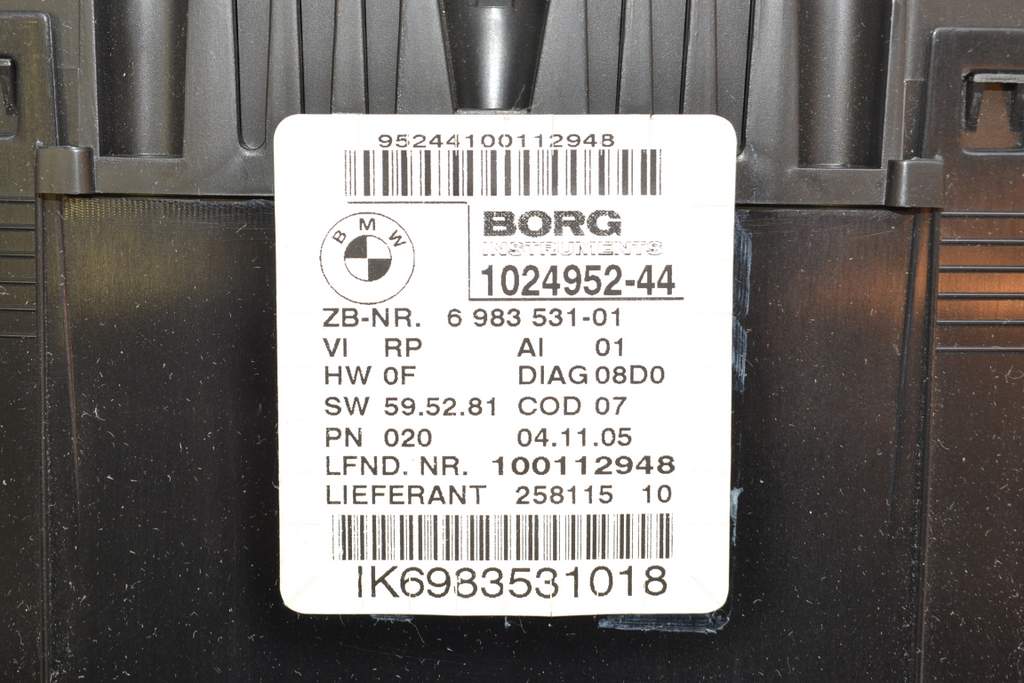 95244100112948
BMW
BORG
INSTRUMENTS
1024952-44
ZB-NR. 6 983 531-01
VI RP AI 01
HW 0F DIAG 08D0
SW 59.52.81 COD 07
PN 020 04.11.05
LFND. NR. 100112948
LIEFERANT 258115 10
IK6983531018